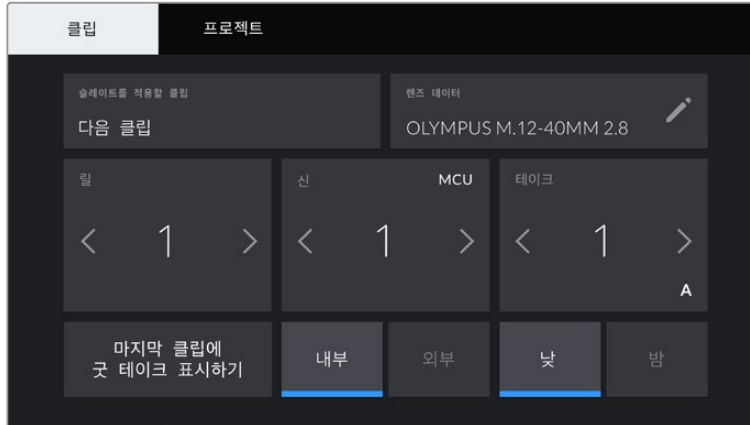 클립
프로젝트
슬레이트를 적용할 클립
다음 클립
렌즈 데이터
OLYMPUS M.12-40MM 2.8
릴
1
신
MCU
1
테이크
1
A
마지막 클립에
굿 테이크 표시하기
내부
외부
낮
밤